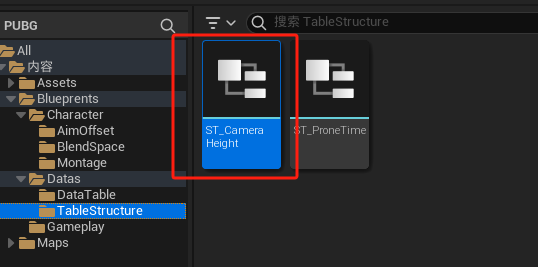 PUBG
搜索 TableStructure
All
内容
Assets
Blueprents
Character
AimOffset
BlendSpace
Montage
Datas
DataTable
TableStructure
Gameplay
Maps
ST_Camera
Height
ST_ProneTime